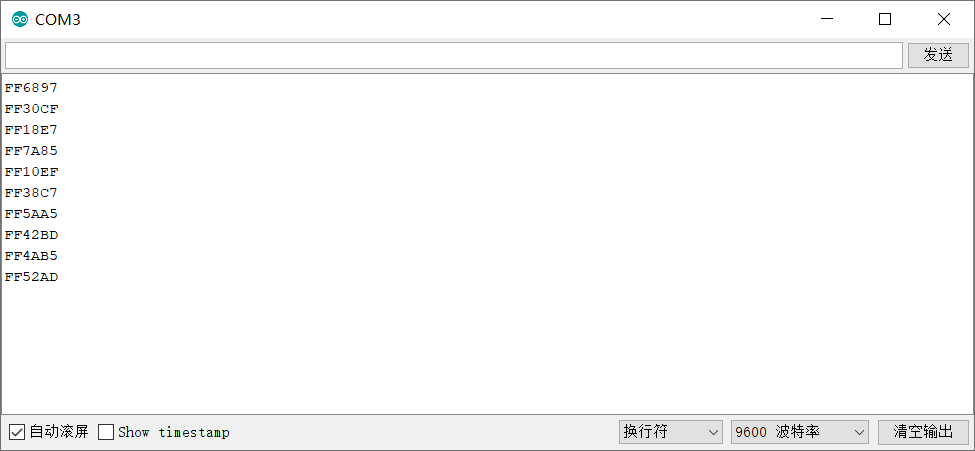 COM3
发送
FF6897
FF30CF
FF18E7
FF7A85
FF10EF
FF38C7
FF5AA5
FF42BD
FF4AB5
FF52AD
自动滚屏 Show timestamp 换行符 9600 波特率 清空输出